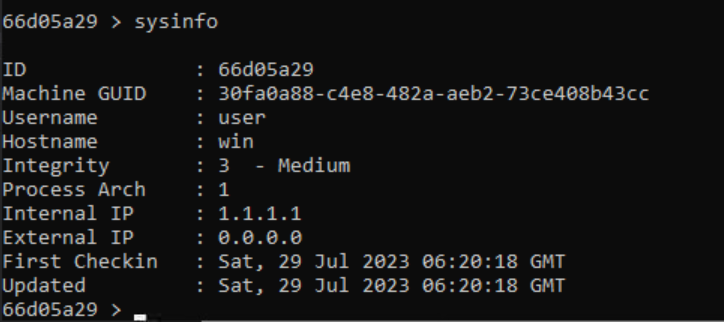 66d05a29 > sysinfo
ID : 66d05a29
Machine GUID : 30fa0a88-c4e8-482a-aeb2-73ce408b43cc
Username : user
Hostname : win
Integrity : 3 - Medium
Process Arch : 1
Internal IP : 1.1.1.1
External IP : 0.0.0.0
First Checkin : Sat, 29 Jul 2023 06:20:18 GMT
Updated : Sat, 29 Jul 2023 06:20:18 GMT
66d05a29 > _